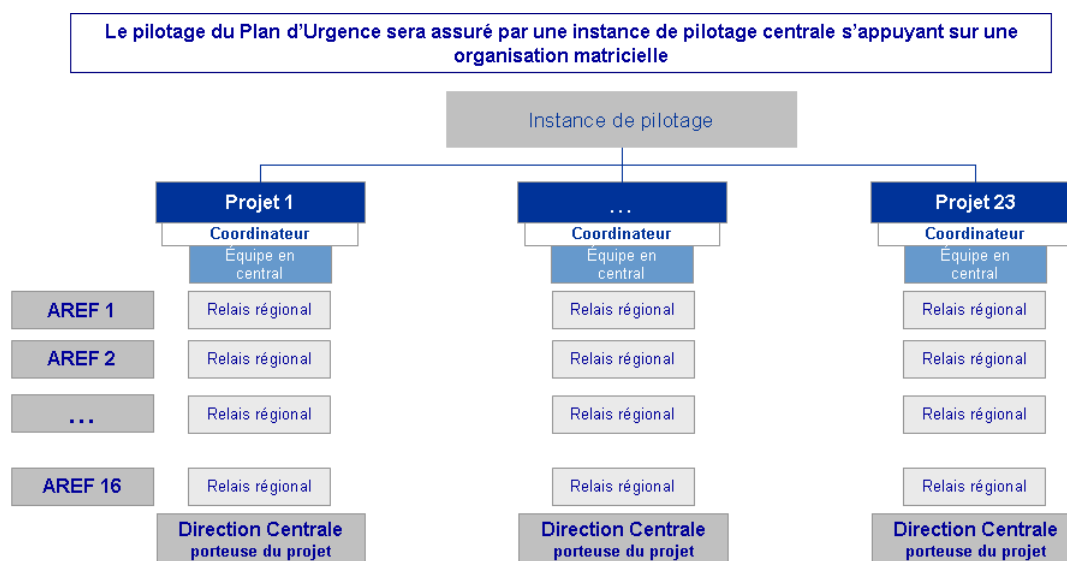 Le pilotage du Plan d'Urgence sera assuré par une instance de pilotage centrale s'appuyant sur une
organisation matricielle
Instance de pilotage
Projet 1
...
Projet 23
Coordinateur
Coordinateur
Coordinateur
Équipe en
central
Équipe en
central
Équipe en
central
AREF 1
Relais régional
Relais régional
Relais régional
AREF 2
Relais régional
Relais régional
Relais régional
...
Relais régional
Relais régional
Relais régional
AREF 16
Relais régional
Relais régional
Relais régional
Direction Centrale
porteuse du projet
Direction Centrale
porteuse du projet
Direction Centrale
porteuse du projet